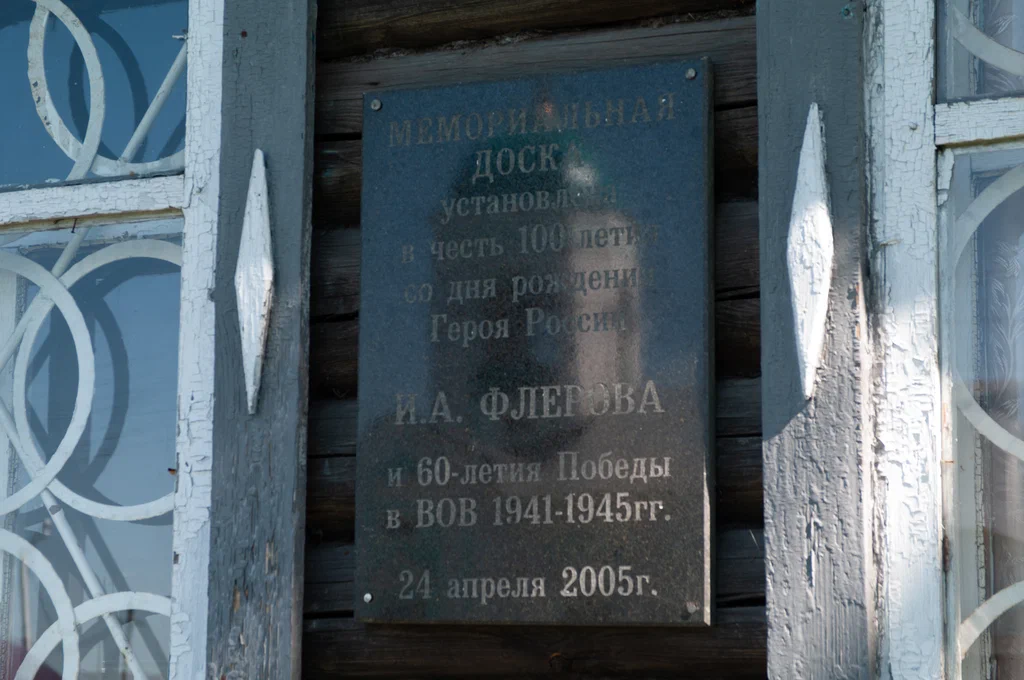 МЕМОРИАЛЬНАЯ
ДОСКА
установлена
в честь 100-летия
со дня рождения
Героя России
И.А. ФЛЕРОВА
и 60-летия Победы
в ВОВ 1941-1945гг.
24 апреля 2005г.